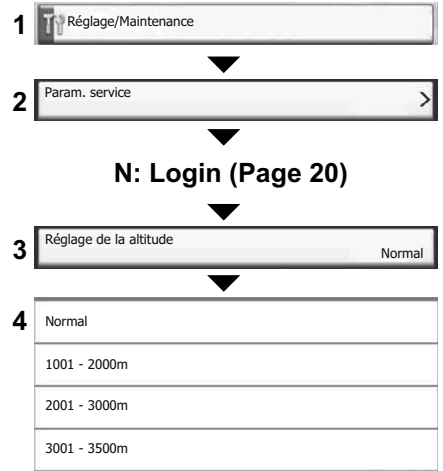 1 Réglage/Maintenance
2 Param. service
N: Login (Page 20)
3 Réglage de la altitude
Normal
4 Normal
1001 - 2000m
2001 - 3000m
3001 - 3500m